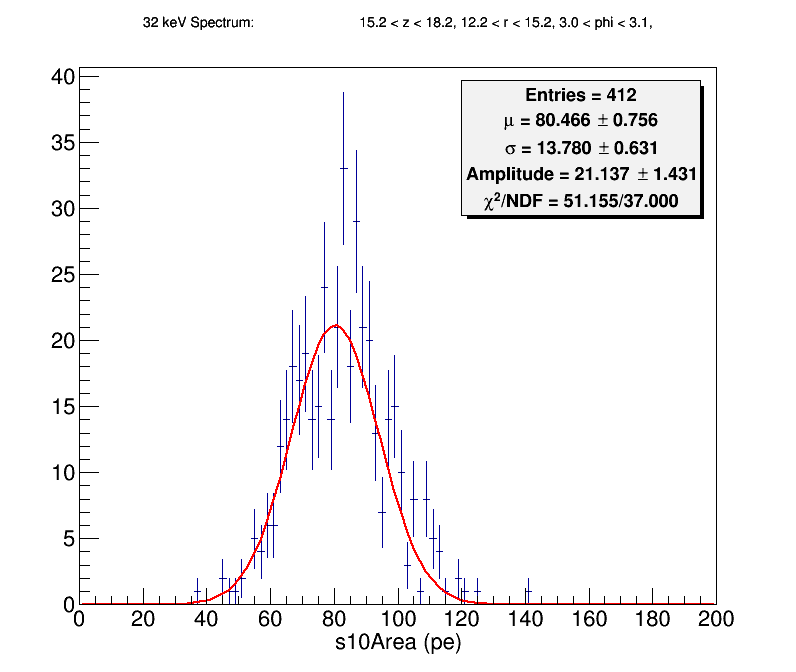 32 keV Spectrum: 15.2 < z < 18.2, 12.2 < r < 15.2, 3.0 < phi < 3.1,
Entries = 412
μ = 80.466 ± 0.756
σ = 13.780 ± 0.631
Amplitude = 21.137 ± 1.431
χ²/NDF = 51.155/37.000
40
35
30
25
20
15
10
5
0
0 20 40 60 80 100 120 140 160 180 200
s10Area (pe)